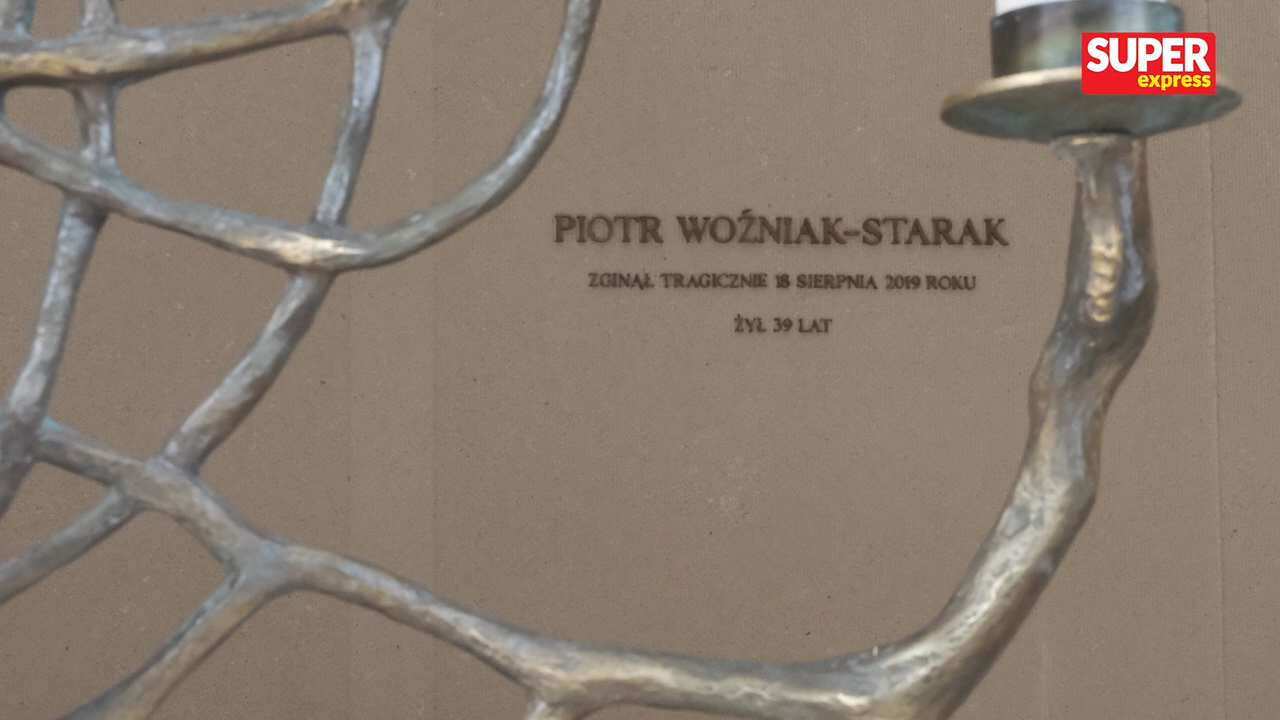 SUPER
express
PIOTR WOŹNIAK-STARAK
ZGINĄŁ TRAGICZNIE 18 SIERPNIA 2019 ROKU
ŻYŁ 39 LAT